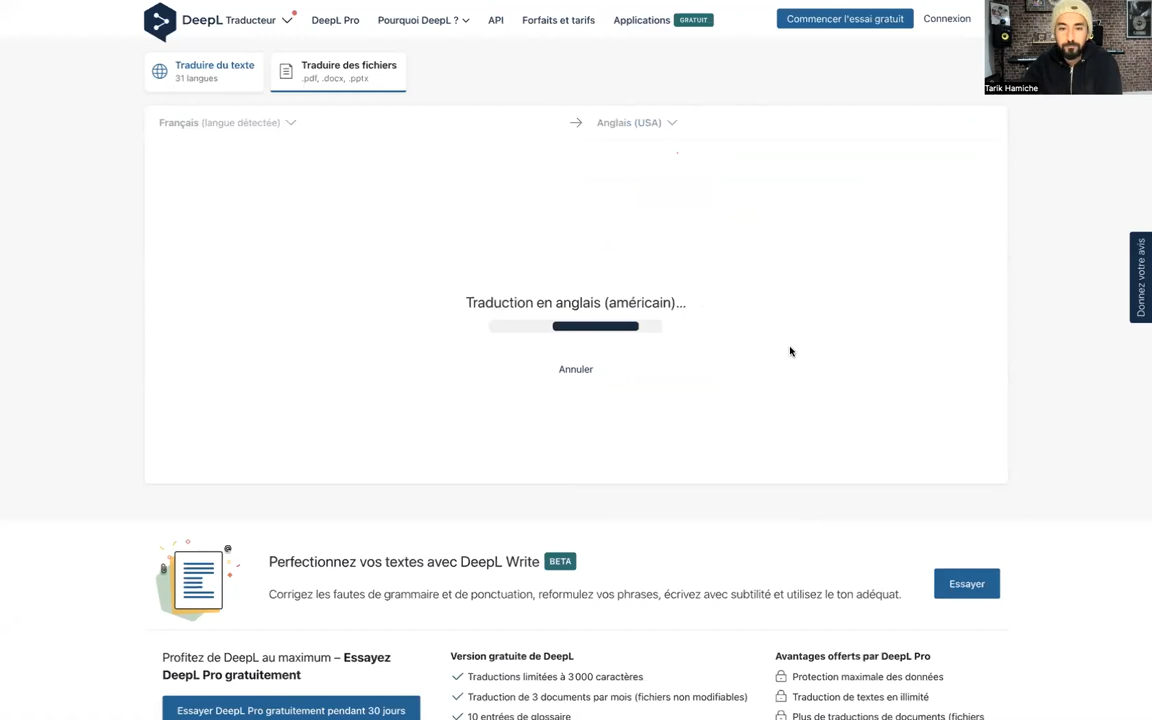 DeepL Traducteur
DeepL Pro
Pourquoi DeepL ?
API
Forfaits et tarifs
Applications GRATUIT
Commencer l'essai gratuit
Connexion
Tarik Hamiche
Traduire du texte
31 langues
Traduire des fichiers
.pdf, .docx, .pptx
Français (langue détectée)
Anglais (USA)
Donnez votre avis
Traduction en anglais (américain)...
Annuler
Perfectionnez vos textes avec DeepL Write BETA
Corrigez les fautes de grammaire et de ponctuation, reformulez vos phrases, écrivez avec subtilité et utilisez le ton adéquat.
Essayer
Profitez de DeepL au maximum – Essayez
DeepL Pro gratuitement
Essayer DeepL Pro gratuitement pendant 30 jours
Version gratuite de DeepL
Traductions limitées à 3 000 caractères
Traduction de 3 documents par mois (fichiers non modifiables)
10 entrées de glossaire
Avantages offerts par DeepL Pro
Protection maximale des données
Traduction de textes en illimité
Plus de traductions de documents (fichiers